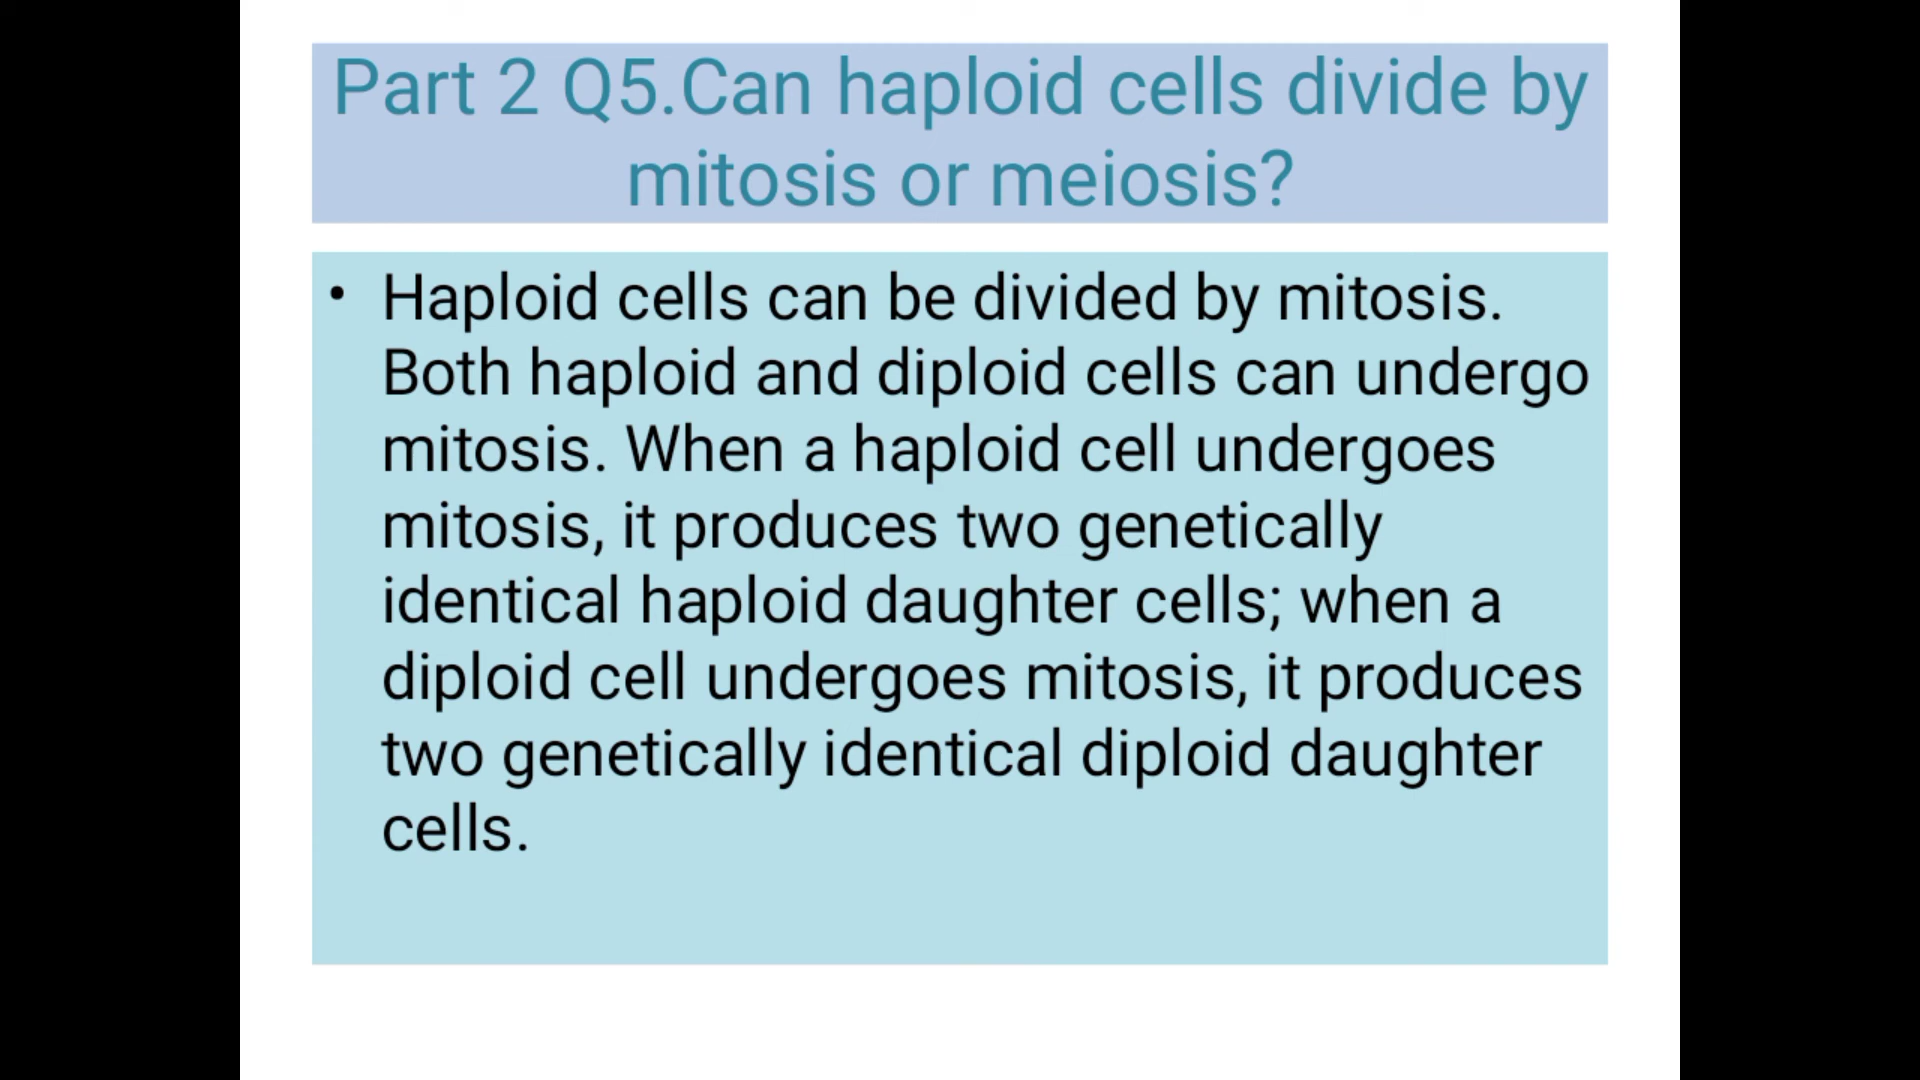 Part 2 Q5.Can haploid cells divide by
mitosis or meiosis?
• Haploid cells can be divided by mitosis.
Both haploid and diploid cells can undergo
mitosis. When a haploid cell undergoes
mitosis, it produces two genetically
identical haploid daughter cells; when a
diploid cell undergoes mitosis, it produces
two genetically identical diploid daughter
cells.